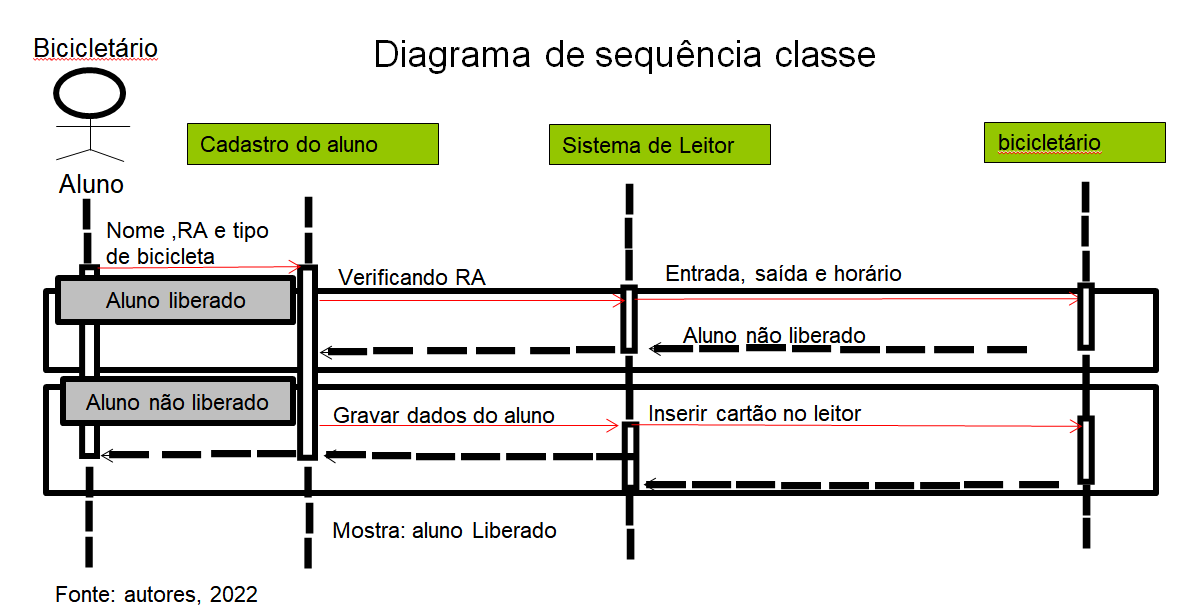 Bicicletário
Diagrama de sequência classe
Cadastro do aluno
Sistema de Leitor
bicicletário
Aluno
Nome ,RA e tipo
de bicicleta
Verificando RA
Entrada, saída e horário
Aluno liberado
Aluno não liberado
Aluno não liberado
Gravar dados do aluno
Inserir cartão no leitor
Mostra: aluno Liberado
Fonte: autores, 2022